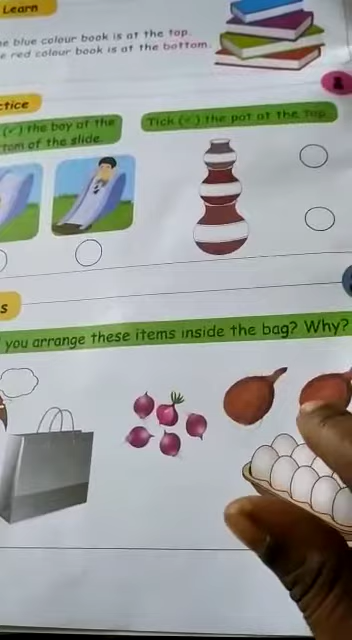 Learn
e blue colour book is at the top.
e red colour book is at the bottom.
ctice
(✓) the boy at the
tom of the slide.
Tick (✓) the pot at the top.
s
you arrange these items inside the bag? Why?